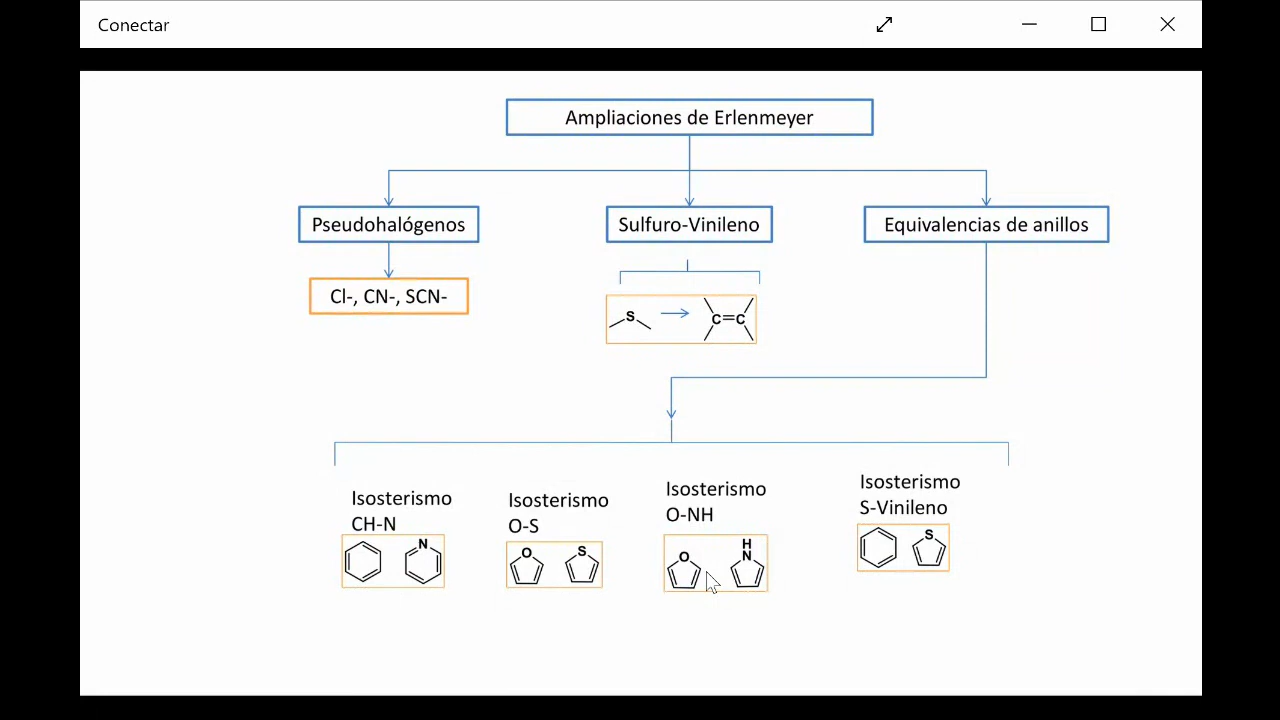 Conectar
Ampliaciones de Erlenmeyer
Pseudohalógenos
Sulfuro-Vinileno
Equivalencias de anillos
Cl-, CN-, SCN-
S
C=C
Isosterismo
CH-N
N
Isosterismo
O-S
O
S
Isosterismo
O-NH
O
H
N
Isosterismo
S-Vinileno
S